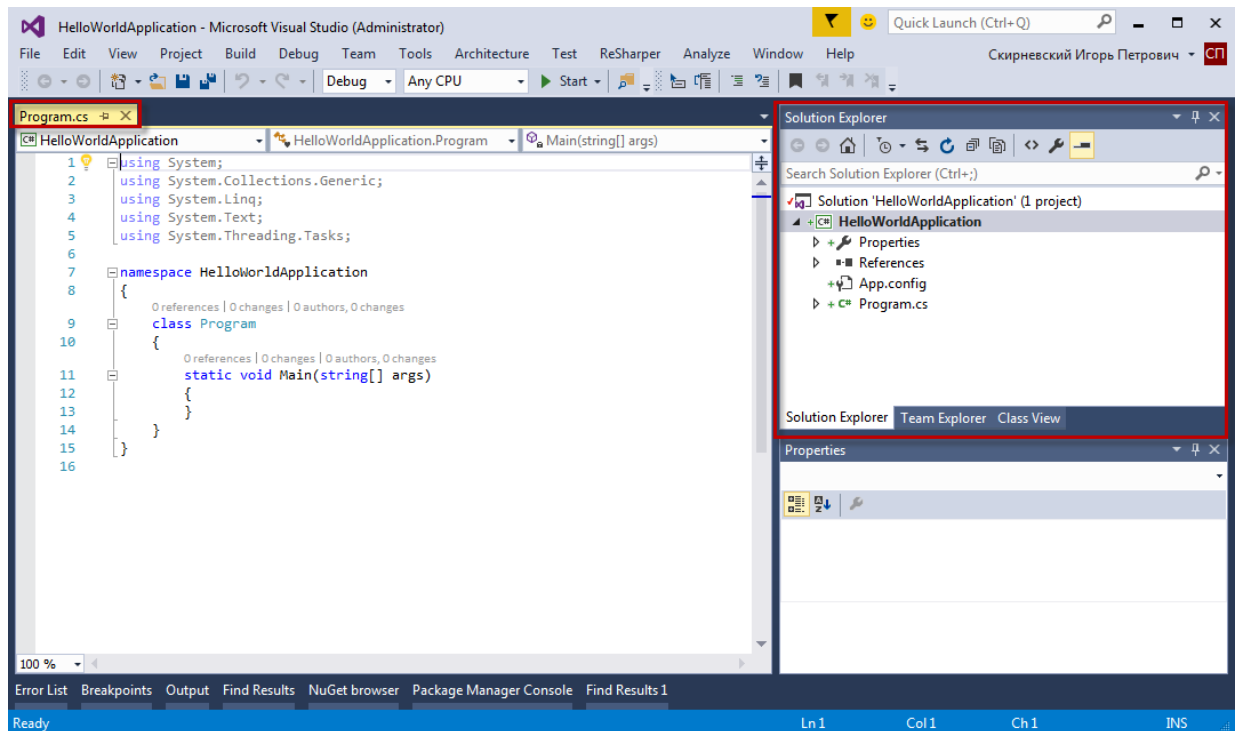 HelloWorldApplication - Microsoft Visual Studio (Administrator)
Quick Launch (Ctrl+Q)
File Edit View Project Build Debug Team Tools Architecture Test ReSharper Analyze Window Help
Скирневский Игорь Петрович СП
Debug Any CPU Start
Program.cs
HelloWorldApplication HelloWorldApplication.Program Main(string[] args)
1 using System;
2 using System.Collections.Generic;
3 using System.Linq;
4 using System.Text;
5 using System.Threading.Tasks;
6
7 namespace HelloWorldApplication
8 {
0 references | 0 changes | 0 authors, 0 changes
9 class Program
10 {
0 references | 0 changes | 0 authors, 0 changes
11 static void Main(string[] args)
12 {
13 }
14 }
15 }
16
100 %
Solution Explorer
Search Solution Explorer (Ctrl+;)
Solution 'HelloWorldApplication' (1 project)
C# HelloWorldApplication
Properties
References
App.config
C# Program.cs
Solution Explorer Team Explorer Class View
Properties
Error List Breakpoints Output Find Results NuGet browser Package Manager Console Find Results 1
Ready Ln 1 Col 1 Ch 1 INS